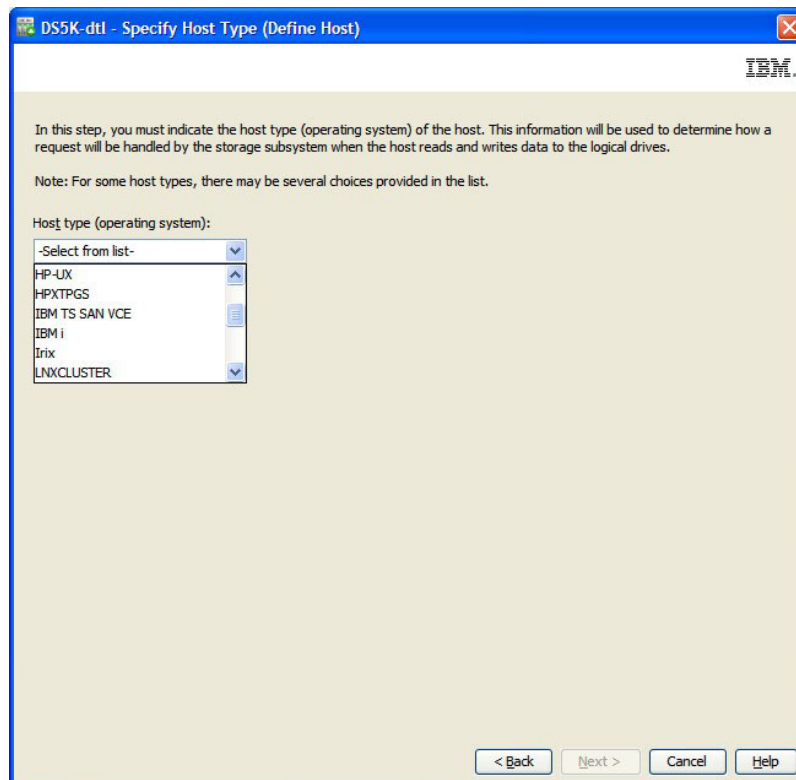 DS5K-dtl - Specify Host Type (Define Host)
IBM.
In this step, you must indicate the host type (operating system) of the host. This information will be used to determine how a
request will be handled by the storage subsystem when the host reads and writes data to the logical drives.
Note: For some host types, there may be several choices provided in the list.
Host type (operating system):
-Select from list-
HP-UX
HPXTPGS
IBM TS SAN VCE
IBM i
Irix
LNXCLUSTER
< Back Next > Cancel Help